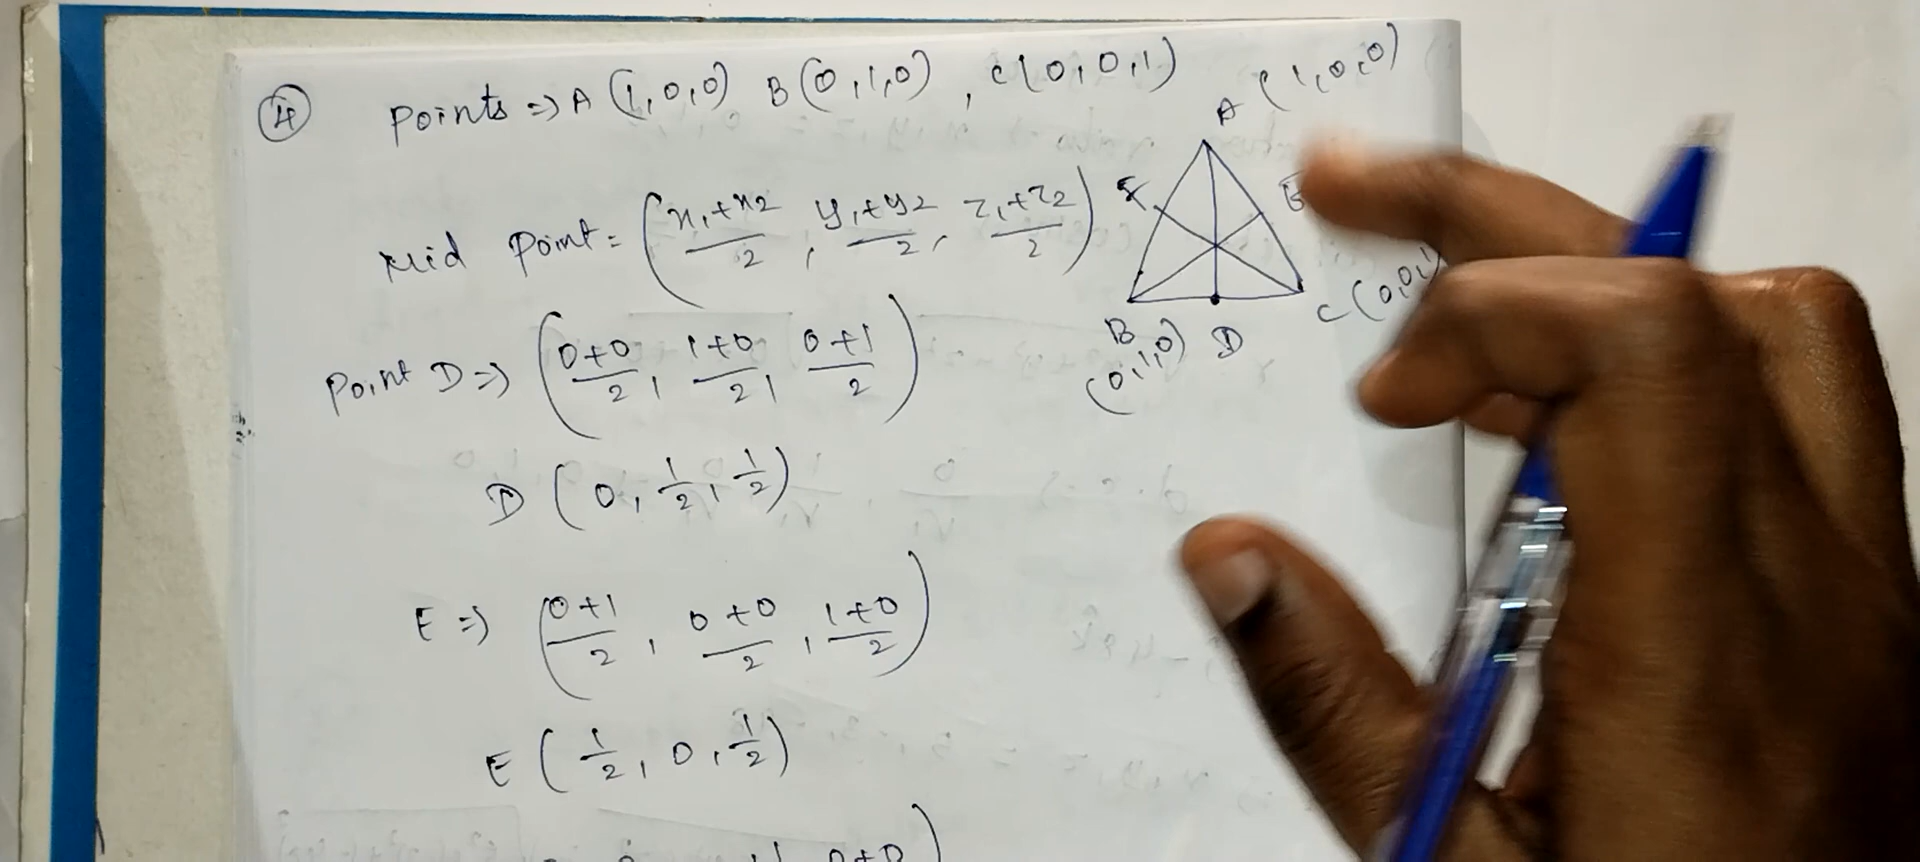 ④ Points => A (1,0,0) B (0,1,0), C (0,0,1)
A (1,0,0)
Mid Point = (x₁+x₂/2, y₁+y₂/2, z₁+z₂/2)
B (0,1,0) D
Point D => (0+0/2, 1+0/2, 0+1/2)
D (0, 1/2, 1/2)
E => (0+1/2, 0+0/2, 1+0/2)
E (1/2, 0, 1/2)